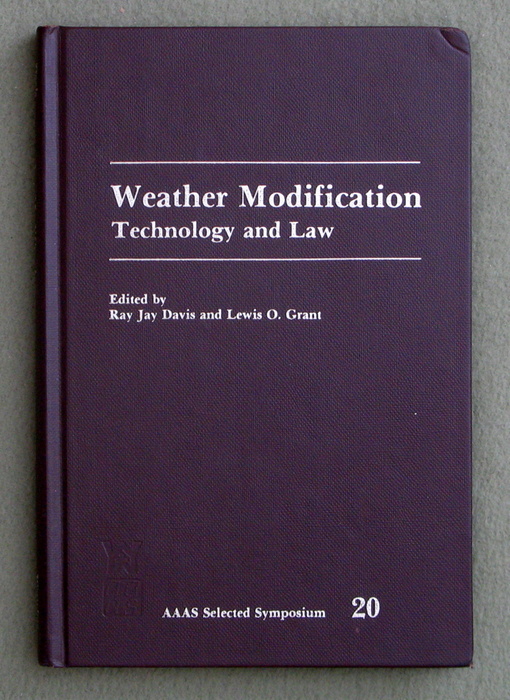 Weather Modification
Technology and Law
Edited by
Ray Jay Davis and Lewis O. Grant
AAAS Selected Symposium 20